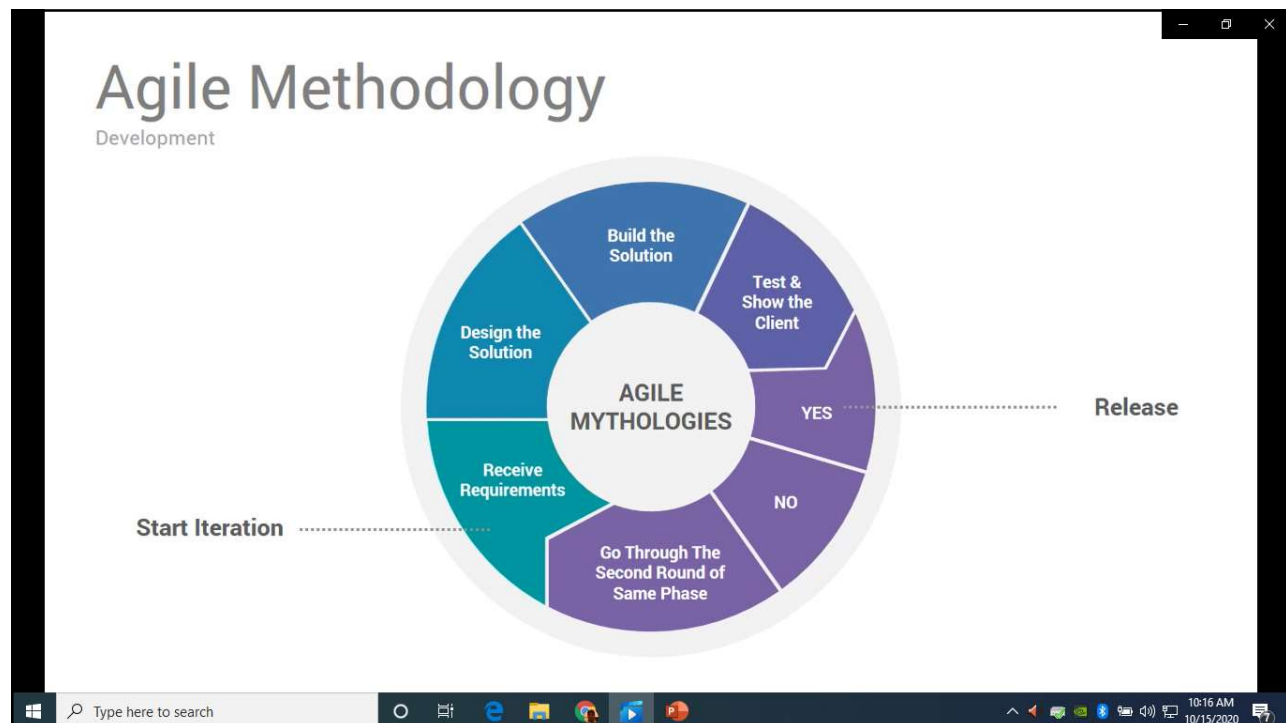 Agile Methodology
Development
Build the
Solution
Test &
Show the
Client
Design the
Solution
AGILE
MYTHOLOGIES
YES
Release
Receive
Requirements
NO
Start Iteration
Go Through The
Second Round of
Same Phase
Type here to search
10:16 AM
10/15/2020